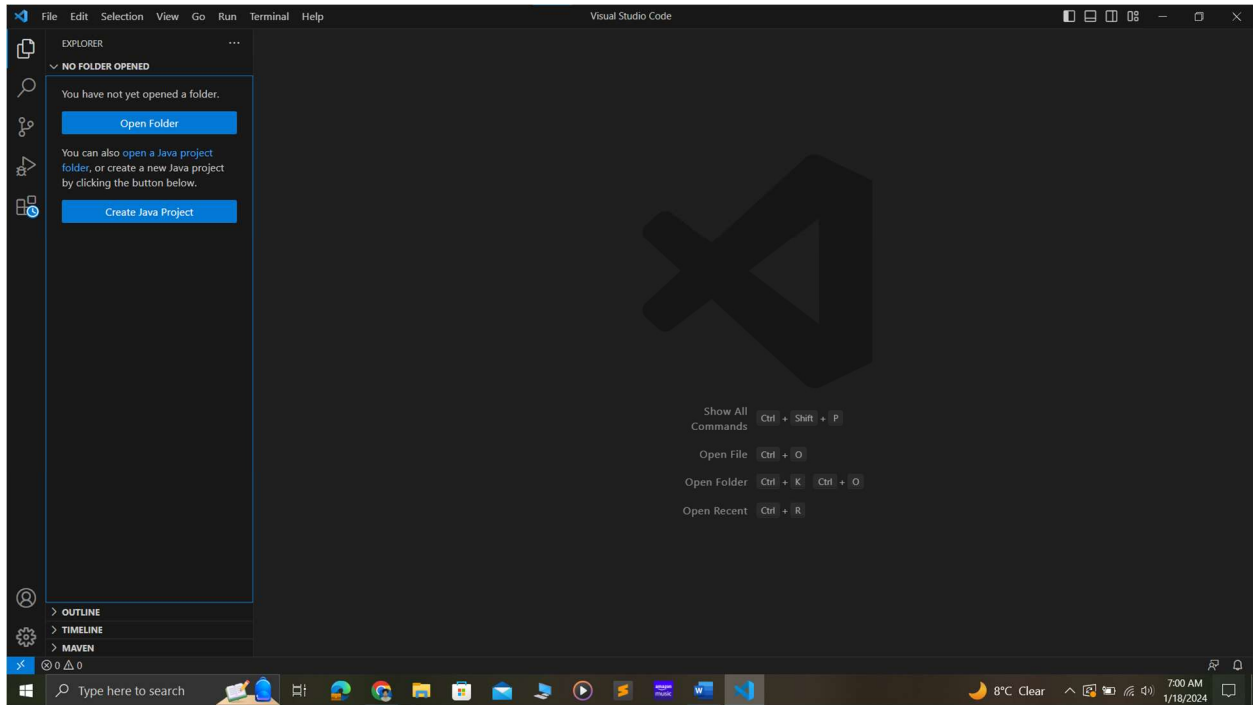 File Edit Selection View Go Run Terminal Help
Visual Studio Code
EXPLORER
NO FOLDER OPENED
You have not yet opened a folder.
Open Folder
You can also open a Java project
folder, or create a new Java project
by clicking the button below.
Create Java Project
Show All
Commands Ctrl + Shift + P
Open File Ctrl + O
Open Folder Ctrl + K Ctrl + O
Open Recent Ctrl + R
OUTLINE
TIMELINE
MAVEN
0 0
Type here to search
amazon
music
W
8°C Clear
7:00 AM
1/18/2024